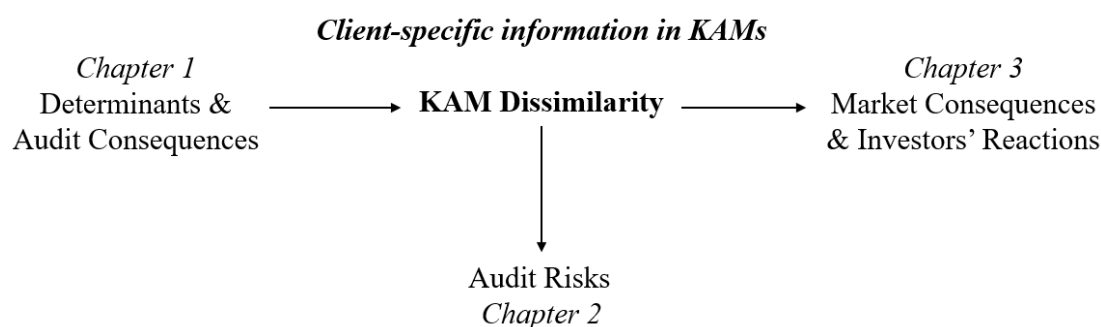 Client-specific information in KAMs
Chapter 1
Determinants &
Audit Consequences
KAM Dissimilarity
Chapter 3
Market Consequences
& Investors’ Reactions
Audit Risks
Chapter 2